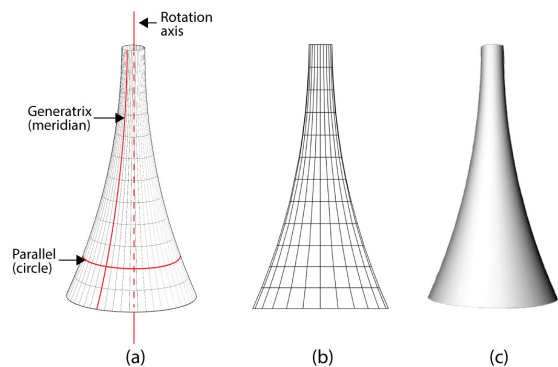 Rotation
axis
Generatrix
(meridian)
Parallel
(circle)
(a)
(b)
(c)